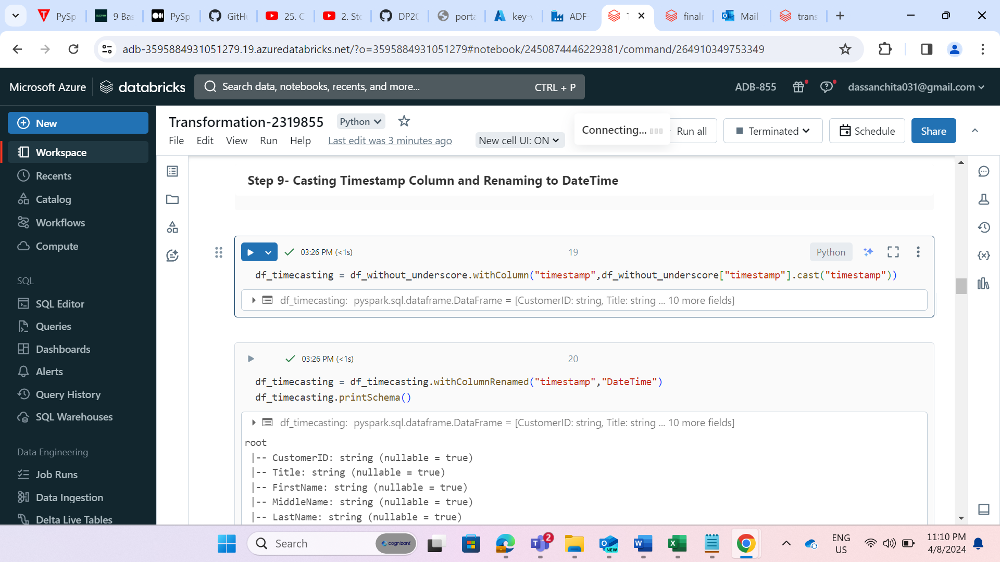 PySp
9 Bas
PySp
GitHu
25. C
2. Sto
DP20
porta
key-v
ADF-
T
finalr
Mail
trans
adb-3595884931051279.19.azuredatabricks.net/?o=3595884931051279#notebook/2450874446229381/command/264910349753349
Microsoft Azure
databricks
Search data, notebooks, recents, and more...
CTRL + P
ADB-855
dassanchita031@gmail.com
New
Workspace
Recents
Catalog
Workflows
Compute
SQL
SQL Editor
Queries
Dashboards
Alerts
Query History
SQL Warehouses
Data Engineering
Job Runs
Data Ingestion
Delta Live Tables
Transformation-2319855
Python
File
Edit
View
Run
Help
Last edit was 3 minutes ago
New cell UI: ON
Connecting...
Run all
Terminated
Schedule
Share
Step 9- Casting Timestamp Column and Renaming to DateTime
03:26 PM (<1s)
19
Python
df_timecasting = df_without_underscore.withColumn("timestamp",df_without_underscore["timestamp"].cast("timestamp"))
df_timecasting: pyspark.sql.dataframe.DataFrame = [CustomerID: string, Title: string ... 10 more fields]
03:26 PM (<1s)
20
df_timecasting = df_timecasting.withColumnRenamed("timestamp","DateTime")
df_timecasting.printSchema()
df_timecasting: pyspark.sql.dataframe.DataFrame = [CustomerID: string, Title: string ... 10 more fields]
root
|-- CustomerID: string (nullable = true)
|-- Title: string (nullable = true)
|-- FirstName: string (nullable = true)
|-- MiddleName: string (nullable = true)
|-- LastName: string (nullable = true)
Search
cognizant
2
NEW
ENG
US
11:10 PM
4/8/2024